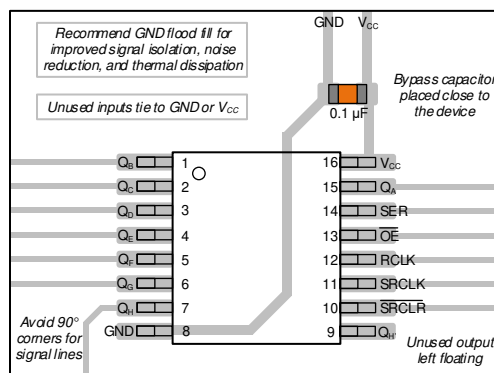 Recommend GND flood fill for
improved signal isolation, noise
reduction, and thermal dissipation
Unused inputs tie to GND or VCC
GND VCC
0.1 µF
Bypass capacitor
placed close to
the device
QB 1 16 VCC
QC 2 15 QA
QD 3 14 SER
QE 4 13 OE
QF 5 12 RCLK
QG 6 11 SRCLK
QH 7 10 SRCLR
GND 8 9 QH'
Avoid 90°
corners for
signal lines
Unused output
left floating